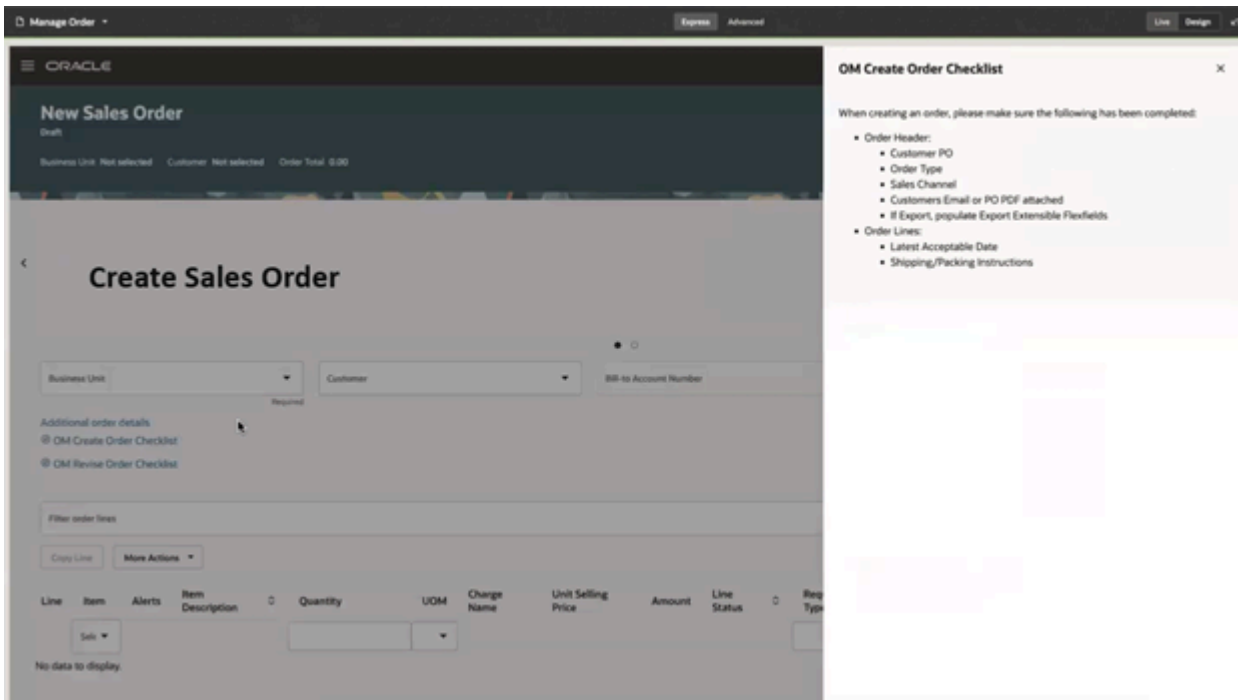 Manage Order
Express Advanced
Live Design
ORACLE
New Sales Order
Draft
Business Unit Not selected Customer Not selected Order Total 0.00
Create Sales Order
Business Unit
Required
Customer
Bill-to Account Number
Additional order details
OM Create Order Checklist
OM Revise Order Checklist
Filter order lines
Copy Line More Actions
Line Item Alerts Item Description Quantity UOM Charge Name Unit Selling Price Amount Line Status
No data to display.
OM Create Order Checklist
When creating an order, please make sure the following has been completed:
Order Header:
Customer PO
Order Type
Sales Channel
Customers Email or PO PDF attached
If Export, populate Export Extensible Flexfields
Order Lines:
Latest Acceptable Date
Shipping/Packing Instructions